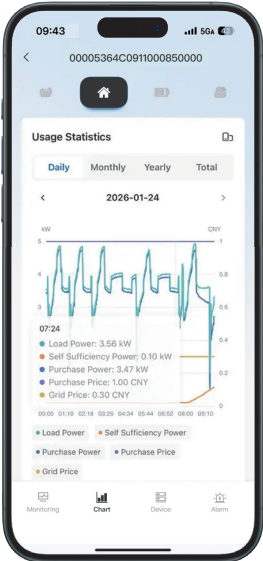 09:43
5GA 42
00005364C0911000850000
Usage Statistics
Daily Monthly Yearly Total
2026-01-24
kW CNY
5 1
4 0.8
3 0.6
0.4
0.2
0
07:24
Load Power: 3.56 kW
Self Sufficiency Power: 0.10 kW
Purchase Power: 3.47 kW
Purchase Price: 1.00 CNY
Grid Price: 0.30 CNY
00:00 01:10 02:18 03:26 04:34 05:44 06:52 08:00 09:10
Load Power Self Sufficiency Power
Purchase Power Purchase Price
Grid Price
Monitoring Chart Device Alarm